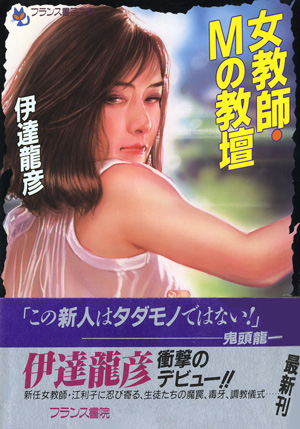 フランス書院文庫
女教師・
Mの教壇
伊達龍彦
「この新人はタダモノではない!」
鬼頭龍一
伊達龍彦 衝撃の
デビュー!!
新任女教師・江利子に忍び寄る、生徒たちの魔罠、毒牙、調教儀式…
フランス書院
最新刊